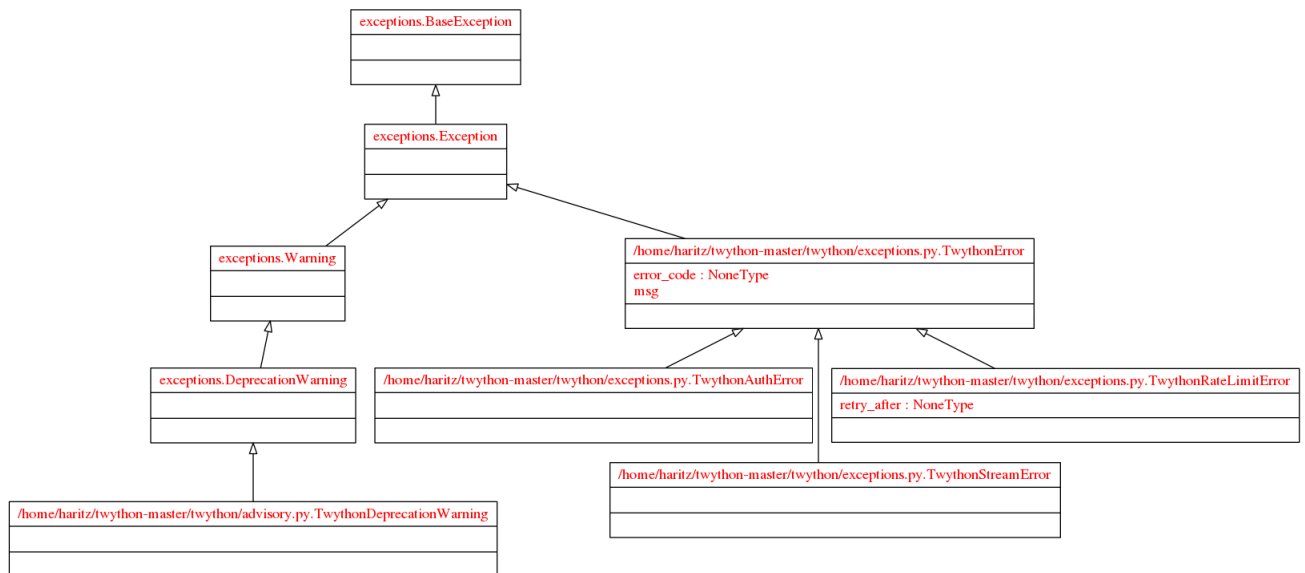 exceptions.BaseException
exceptions.Exception
exceptions.Warning
/home/haritz/twython-master/twython/exceptions.py.TwythonError
error_code : NoneType
msg
exceptions.DeprecationWarning
/home/haritz/twython-master/twython/exceptions.py.TwythonAuthError
/home/haritz/twython-master/twython/exceptions.py.TwythonRateLimitError
retry_after : NoneType
/home/haritz/twython-master/twython/exceptions.py.TwythonStreamError
/home/haritz/twython-master/twython/advisory.py.TwythonDeprecationWarning